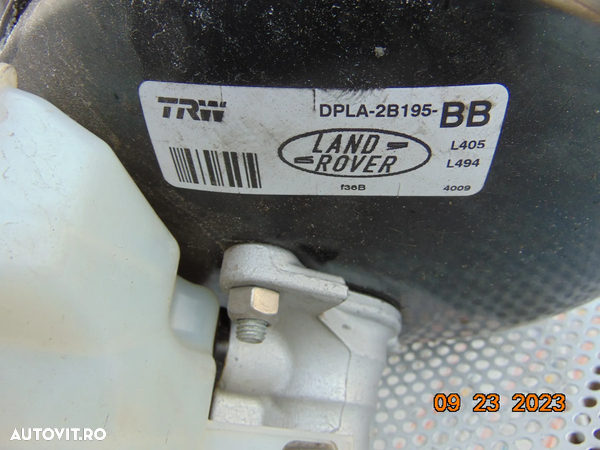 TRW DPLA-2B195-BB
LAND ROVER
L405
L494
f36B 4009
09 23 2023
AUTOVIT.RO